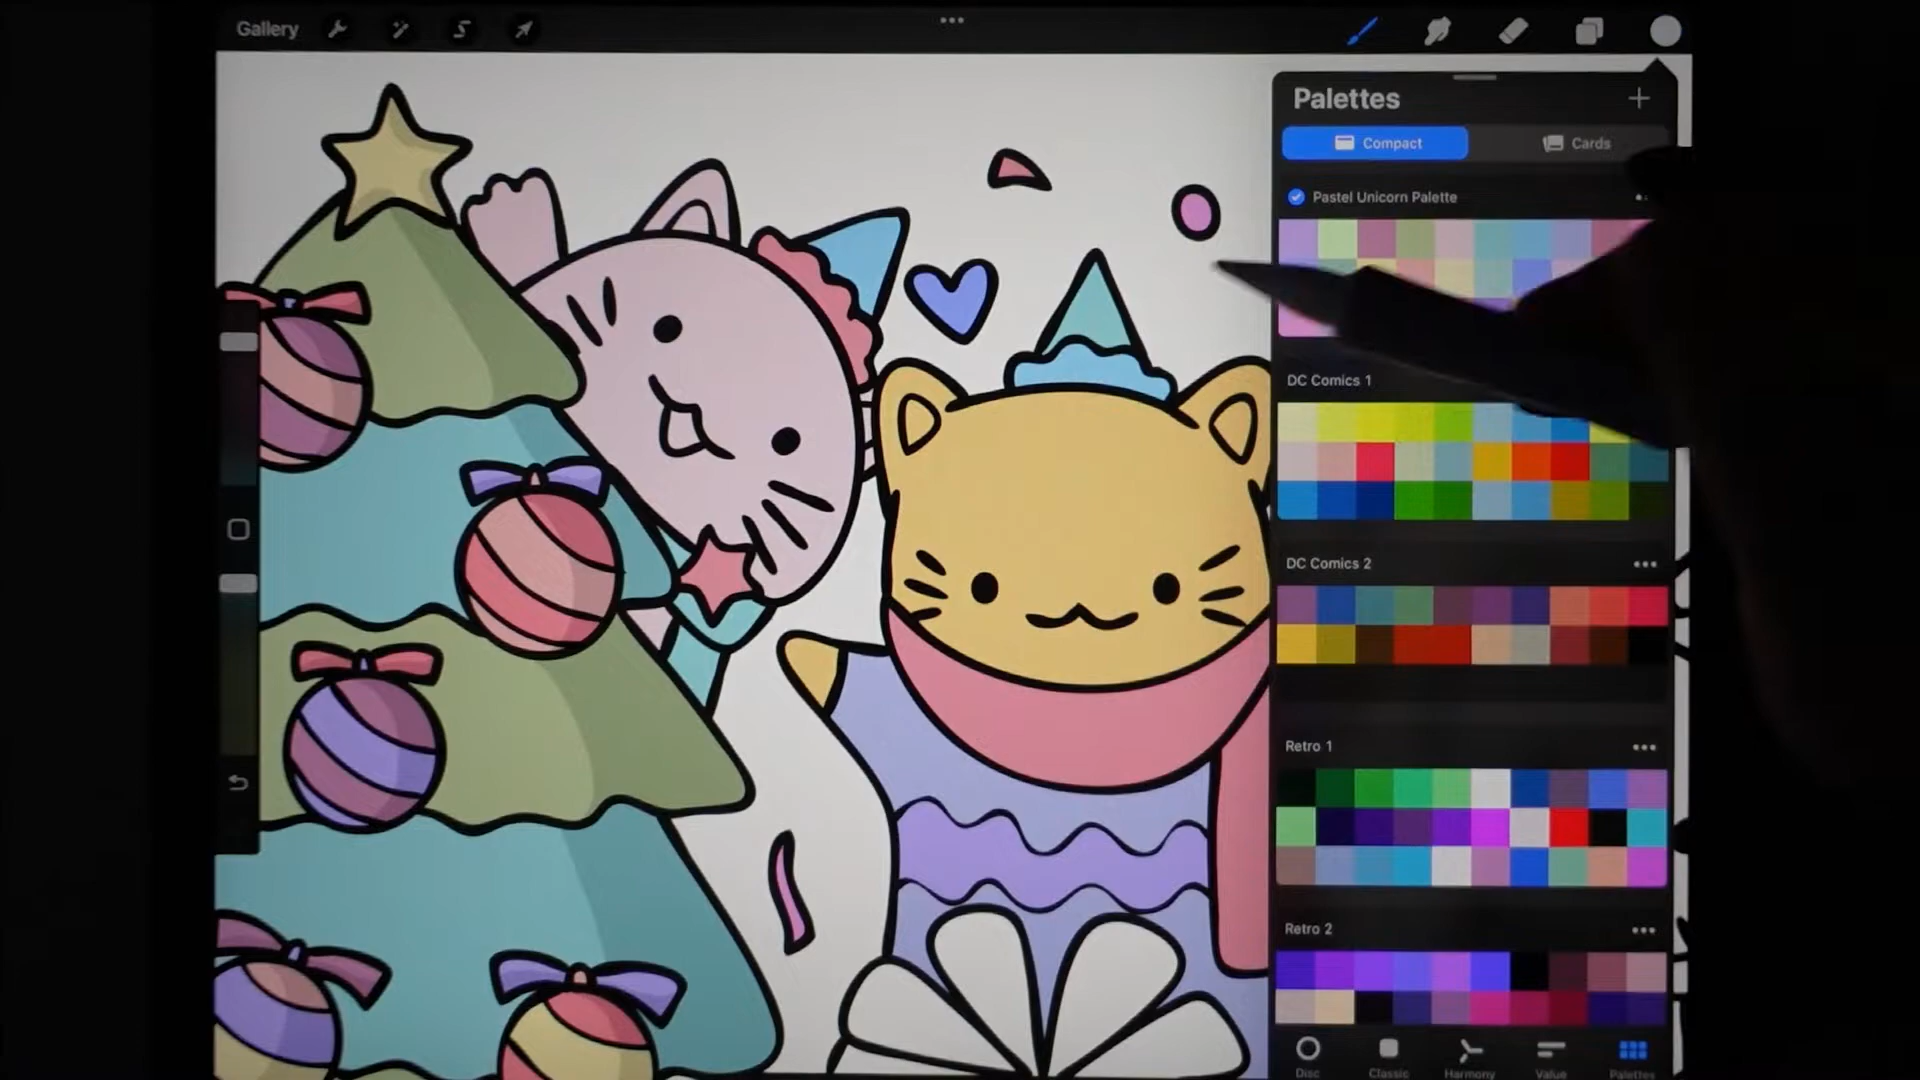 Gallery
Palettes
Compact
Cards
Pastel Unicorn Palette
DC Comics 1
DC Comics 2
Retro 1
Retro 2
Disc
Classic
Harmony
Value
Palettes